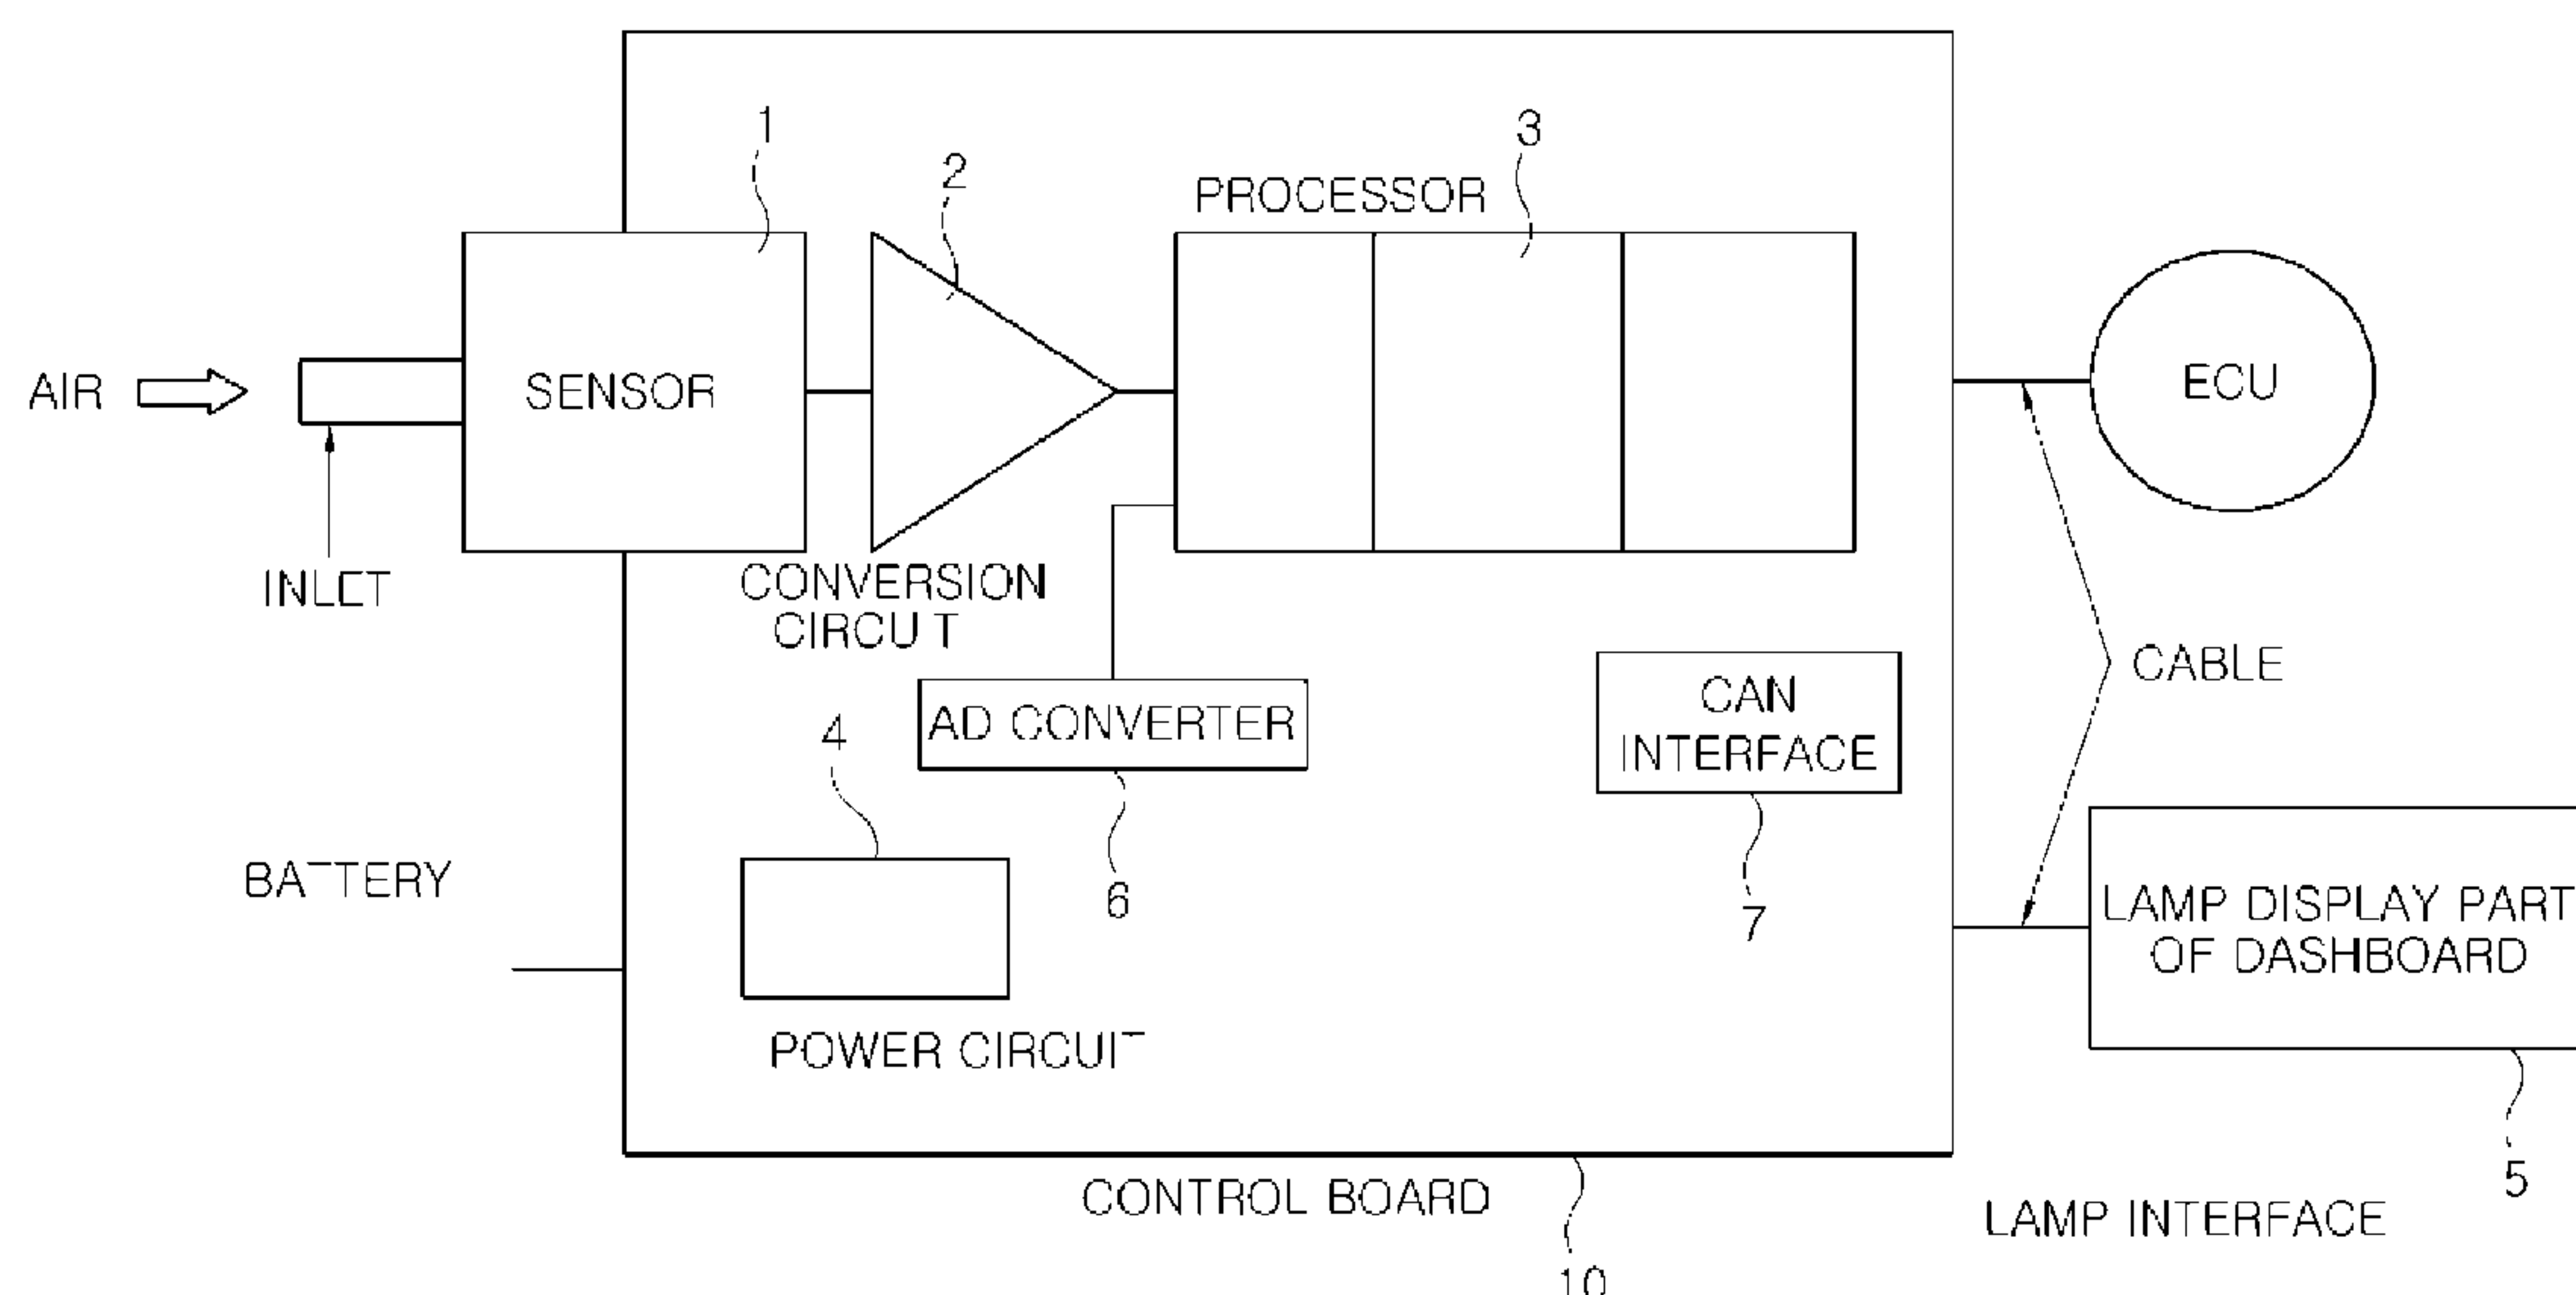 1
2
3
PROCESSOR
AIR
SENSOR
ECU
INLET
CONVERSION
CIRCUIT
CABLE
CAN
INTERFACE
AD CONVERTER
4
BATTERY
6
7
LAMP DISPLAY PART
OF DASHBOARD
POWER CIRCUIT
5
CONTROL BOARD
LAMP INTERFACE
10